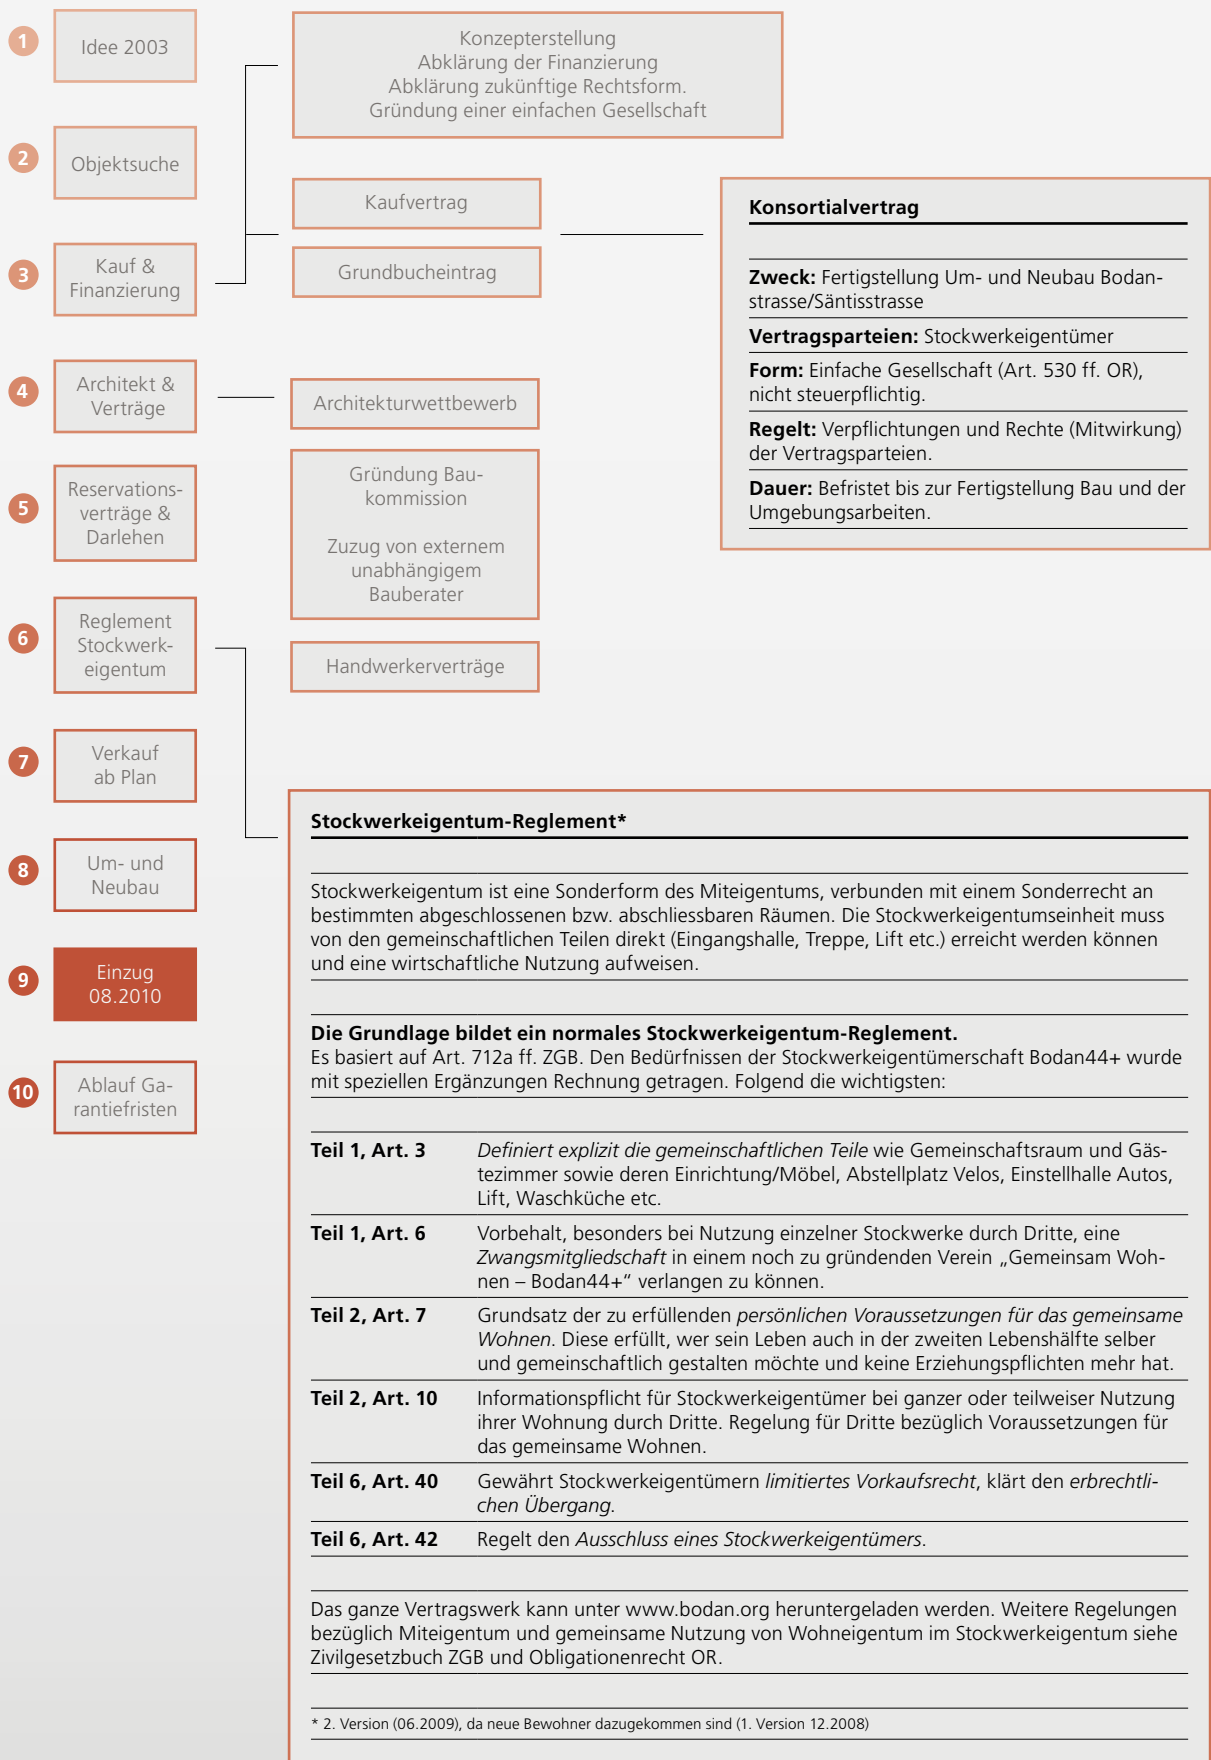 1
Idee 2003
2
Objektsuche
3
Kauf &
Finanzierung
4
Architekt &
Verträge
5
Reservations-
verträge &
Darlehen
6
Reglement
Stockwerk-
eigentum
7
Verkauf
ab Plan
8
Um- und
Neubau
9
Einzug
08.2010
10
Ablauf Ga-
rantiefristen
Konzepterstellung
Abklärung der Finanzierung
Abklärung zukünftige Rechtsform.
Gründung einer einfachen Gesellschaft
Kaufvertrag
Grundbucheintrag
Architekturwettbewerb
Gründung Bau-
kommission
Zuzug von externem
unabhängigem
Bauberater
Handwerkerverträge
Konsortialvertrag
Zweck: Fertigstellung Um- und Neubau Bodan-
strasse/Säntisstrasse
Vertragsparteien: Stockwerkeigentümer
Form: Einfache Gesellschaft (Art. 530 ff. OR),
nicht steuerpflichtig.
Regelt: Verpflichtungen und Rechte (Mitwirkung)
der Vertragsparteien.
Dauer: Befristet bis zur Fertigstellung Bau und der
Umgebungsarbeiten.
Stockwerkeigentum-Reglement*
Stockwerkeigentum ist eine Sonderform des Miteigentums, verbunden mit einem Sonderrecht an
bestimmten abgeschlossenen bzw. abschliessbaren Räumen. Die Stockwerkeigentumseinheit muss
von den gemeinschaftlichen Teilen direkt (Eingangshalle, Treppe, Lift etc.) erreicht werden können
und eine wirtschaftliche Nutzung aufweisen.
Die Grundlage bildet ein normales Stockwerkeigentum-Reglement.
Es basiert auf Art. 712a ff. ZGB. Den Bedürfnissen der Stockwerkeigentümerschaft Bodan44+ wurde
mit speziellen Ergänzungen Rechnung getragen. Folgend die wichtigsten:
Teil 1, Art. 3 Definiert explizit die gemeinschaftlichen Teile wie Gemeinschaftsraum und Gäs-
tezimmer sowie deren Einrichtung/Möbel, Abstellplatz Velos, Einstellhalle Autos,
Lift, Waschküche etc.
Teil 1, Art. 6 Vorbehalt, besonders bei Nutzung einzelner Stockwerke durch Dritte, eine
Zwangsmitgliedschaft in einem noch zu gründenden Verein „Gemeinsam Woh-
nen – Bodan44+“ verlangen zu können.
Teil 2, Art. 7 Grundsatz der zu erfüllenden persönlichen Voraussetzungen für das gemeinsame
Wohnen. Diese erfüllt, wer sein Leben auch in der zweiten Lebenshälfte selber
und gemeinschaftlich gestalten möchte und keine Erziehungspflichten mehr hat.
Teil 2, Art. 10 Informationspflicht für Stockwerkeigentümer bei ganzer oder teilweiser Nutzung
ihrer Wohnung durch Dritte. Regelung für Dritte bezüglich Voraussetzungen für
das gemeinsame Wohnen.
Teil 6, Art. 40 Gewährt Stockwerkeigentümern limitiertes Vorkaufsrecht, klärt den erbrechtli-
chen Übergang.
Teil 6, Art. 42 Regelt den Ausschluss eines Stockwerkeigentümers.
Das ganze Vertragswerk kann unter www.bodan.org heruntergeladen werden. Weitere Regelungen
bezüglich Miteigentum und gemeinsame Nutzung von Wohneigentum im Stockwerkeigentum siehe
Zivilgesetzbuch ZGB und Obligationenrecht OR.
* 2. Version (06.2009), da neue Bewohner dazugekommen sind (1. Version 12.2008)